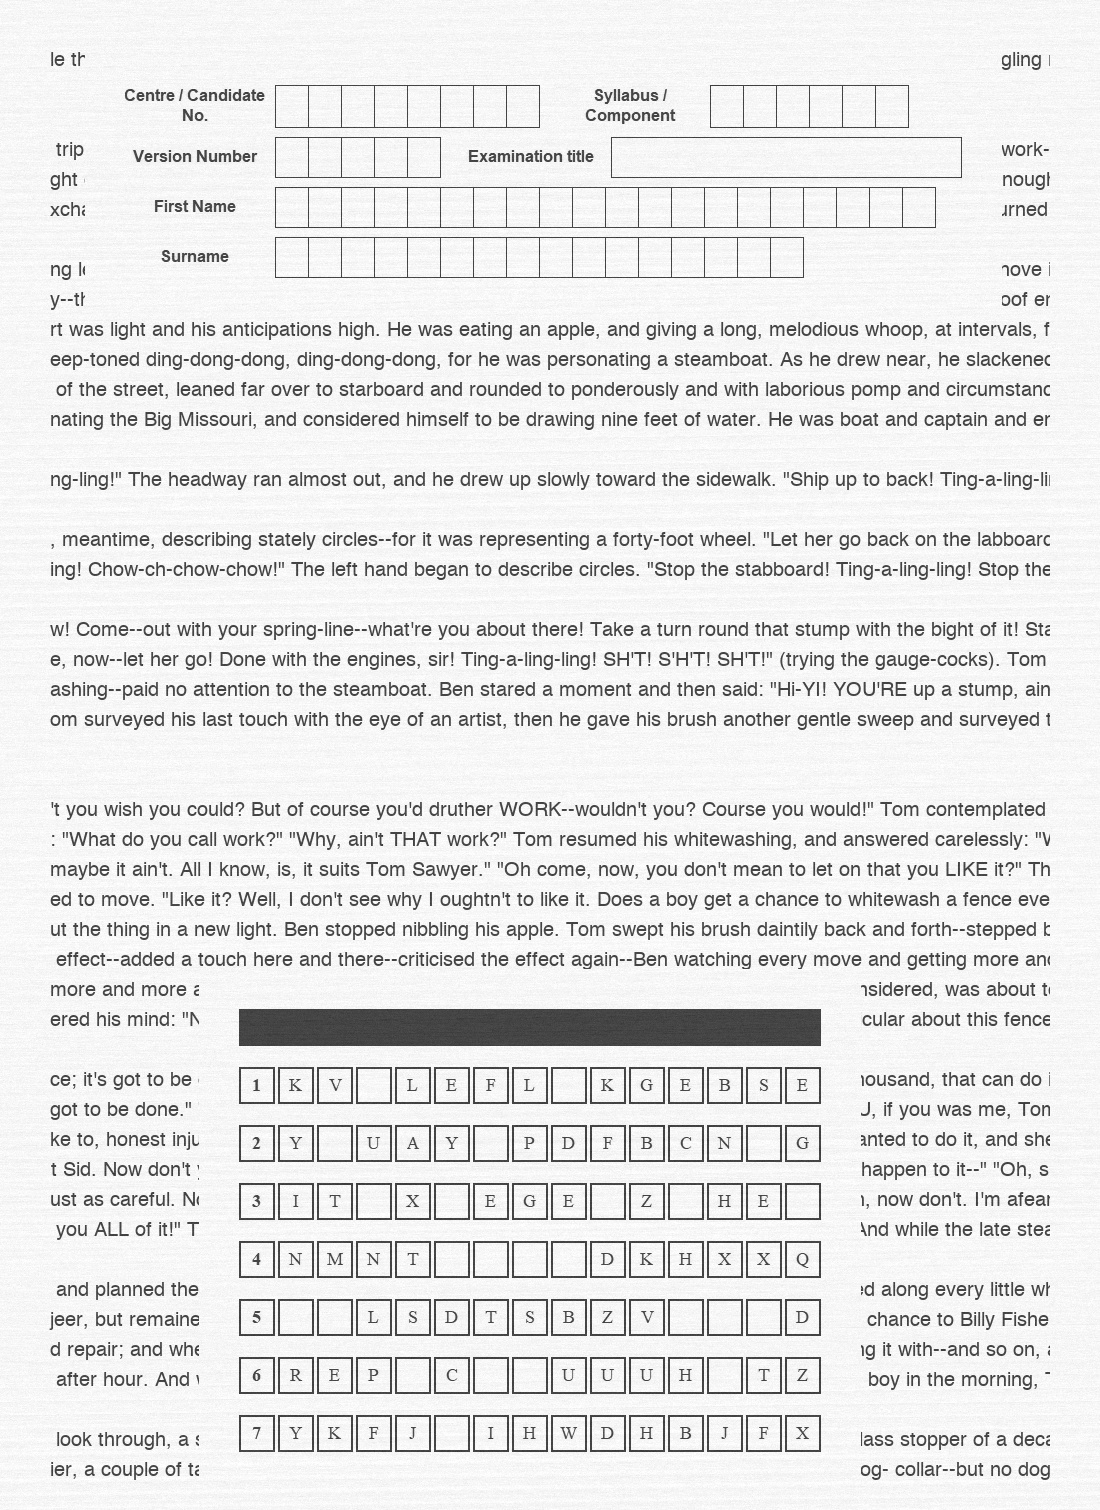 le th gling
Centre / Candidate No.
Syllabus / Component
trip work-
Version Number Examination title
ght nough
First Name
xcha urned
Surname
ng le nove i
y--th oof er
rt was light and his anticipations high. He was eating an apple, and giving a long, melodious whoop, at intervals, f
eep-toned ding-dong-dong, ding-dong-dong, for he was personating a steamboat. As he drew near, he slackened
of the street, leaned far over to starboard and rounded to ponderously and with laborious pomp and circumstanc
nating the Big Missouri, and considered himself to be drawing nine feet of water. He was boat and captain and en
ng-ling!" The headway ran almost out, and he drew up slowly toward the sidewalk. "Ship up to back! Ting-a-ling-li
, meantime, describing stately circles--for it was representing a forty-foot wheel. "Let her go back on the labboard
ing! Chow-ch-chow-chow!" The left hand began to describe circles. "Stop the stabboard! Ting-a-ling-ling! Stop the
w! Come--out with your spring-line--what're you about there! Take a turn round that stump with the bight of it! Sta
e, now--let her go! Done with the engines, sir! Ting-a-ling-ling! SH'T! S'H'T! SH'T!" (trying the gauge-cocks). Tom
ashing--paid no attention to the steamboat. Ben stared a moment and then said: "Hi-YI! YOU'RE up a stump, ain
om surveyed his last touch with the eye of an artist, then he gave his brush another gentle sweep and surveyed t
't you wish you could? But of course you'd druther WORK--wouldn't you? Course you would!" Tom contemplated
: "What do you call work?" "Why, ain't THAT work?" Tom resumed his whitewashing, and answered carelessly: "W
maybe it ain't. All I know, is, it suits Tom Sawyer." "Oh come, now, you don't mean to let on that you LIKE it?" Th
ed to move. "Like it? Well, I don't see why I oughtn't to like it. Does a boy get a chance to whitewash a fence eve
ut the thing in a new light. Ben stopped nibbling his apple. Tom swept his brush daintily back and forth--stepped b
effect--added a touch here and there--criticised the effect again--Ben watching every move and getting more and
more and more a nsidered, was about to
ered his mind: "N cular about this fence
ce; it's got to be 1 K V L E F L K G E B S E housand, that can do i
got to be done." U, if you was me, Tom
ke to, honest inju 2 Y U A Y P D F B C N G anted to do it, and she
t Sid. Now don't y happen to it--" "Oh, s
ust as careful. No 3 I T X E G E Z H E n, now don't. I'm afear
you ALL of it!" T And while the late stea
4 N M N T D K H X X Q
and planned the ed along every little wh
jeer, but remaine 5 L S D T S B Z V D chance to Billy Fishe
d repair; and whe ng it with--and so on, a
after hour. And w 6 R E P C U U U H T Z boy in the morning, T
look through, a s 7 Y K F J I H W D H B J F X lass stopper of a deca
ier, a couple of ta og- collar--but no dog